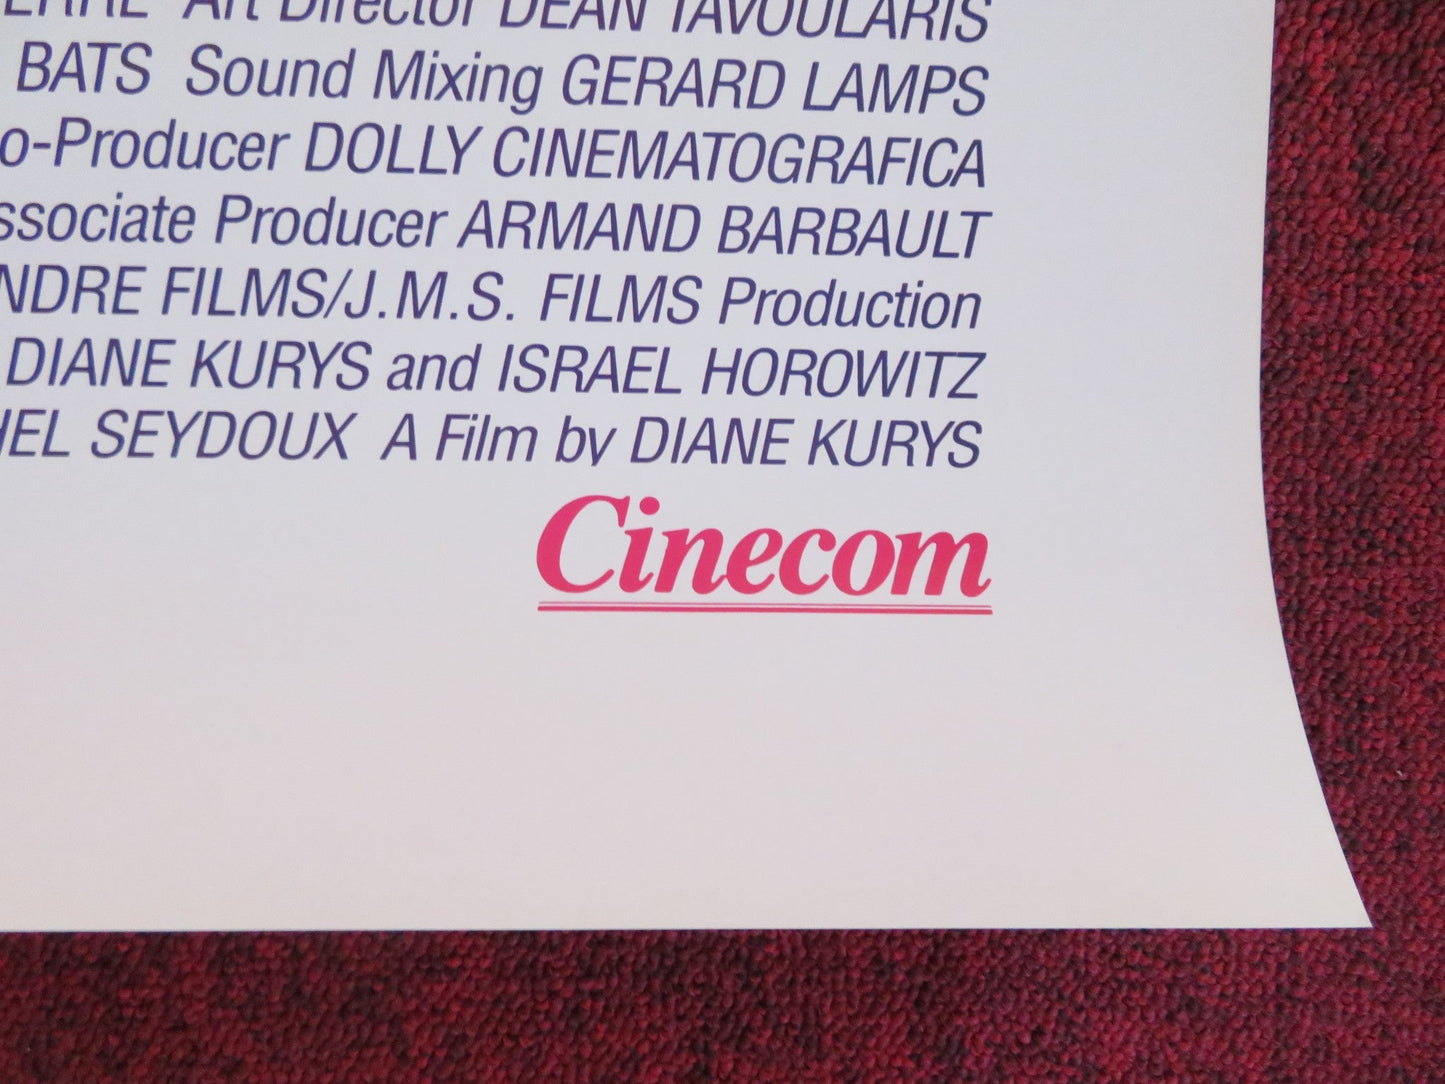 Art Director DEAN TAVOULARIS
BATS Sound Mixing GERARD LAMPS
o-Producer DOLLY CINEMATOGRAFICA
ssociate Producer ARMAND BARBAULT
NDRE FILMS/J.M.S. FILMS Production
DIANE KURYS and ISRAEL HOROWITZ
HEL SEYDOUX A Film by DIANE KURYS
Cinecom